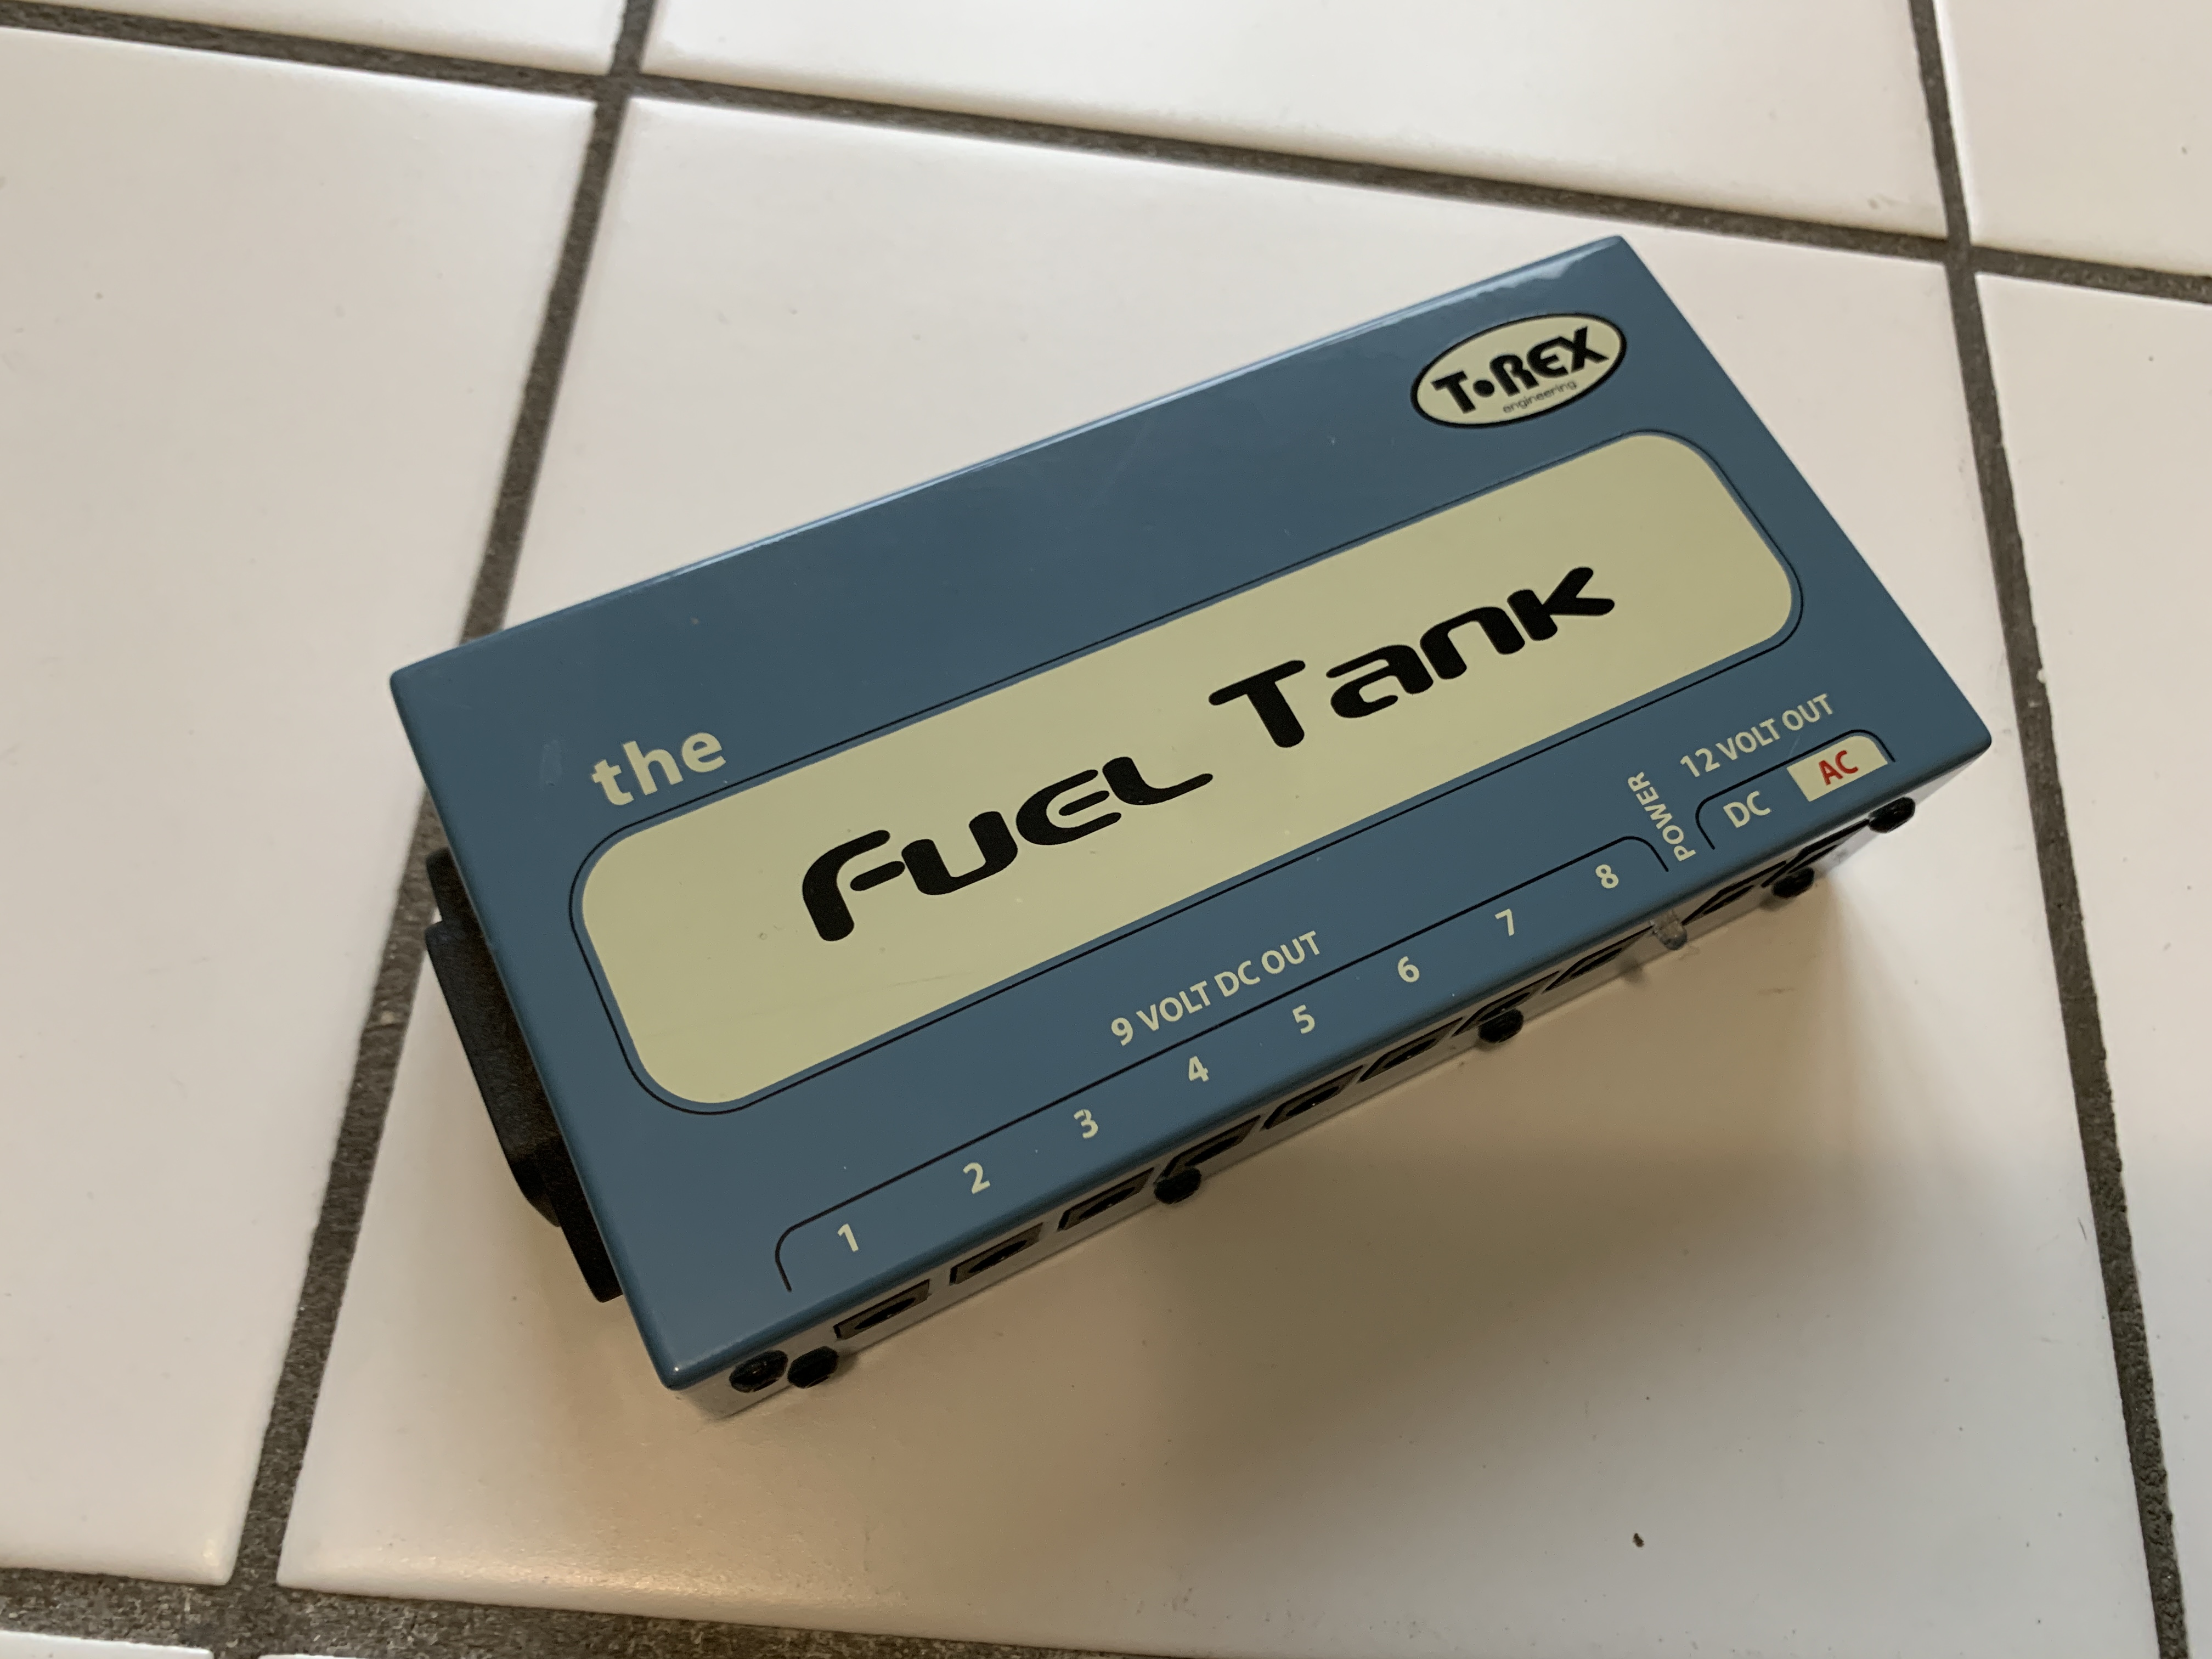 T•REX
engineering
the
Fuel Tank
9 VOLT DC OUT
1 2 3 4 5 6 7 8
POWER
12 VOLT OUT
DC AC